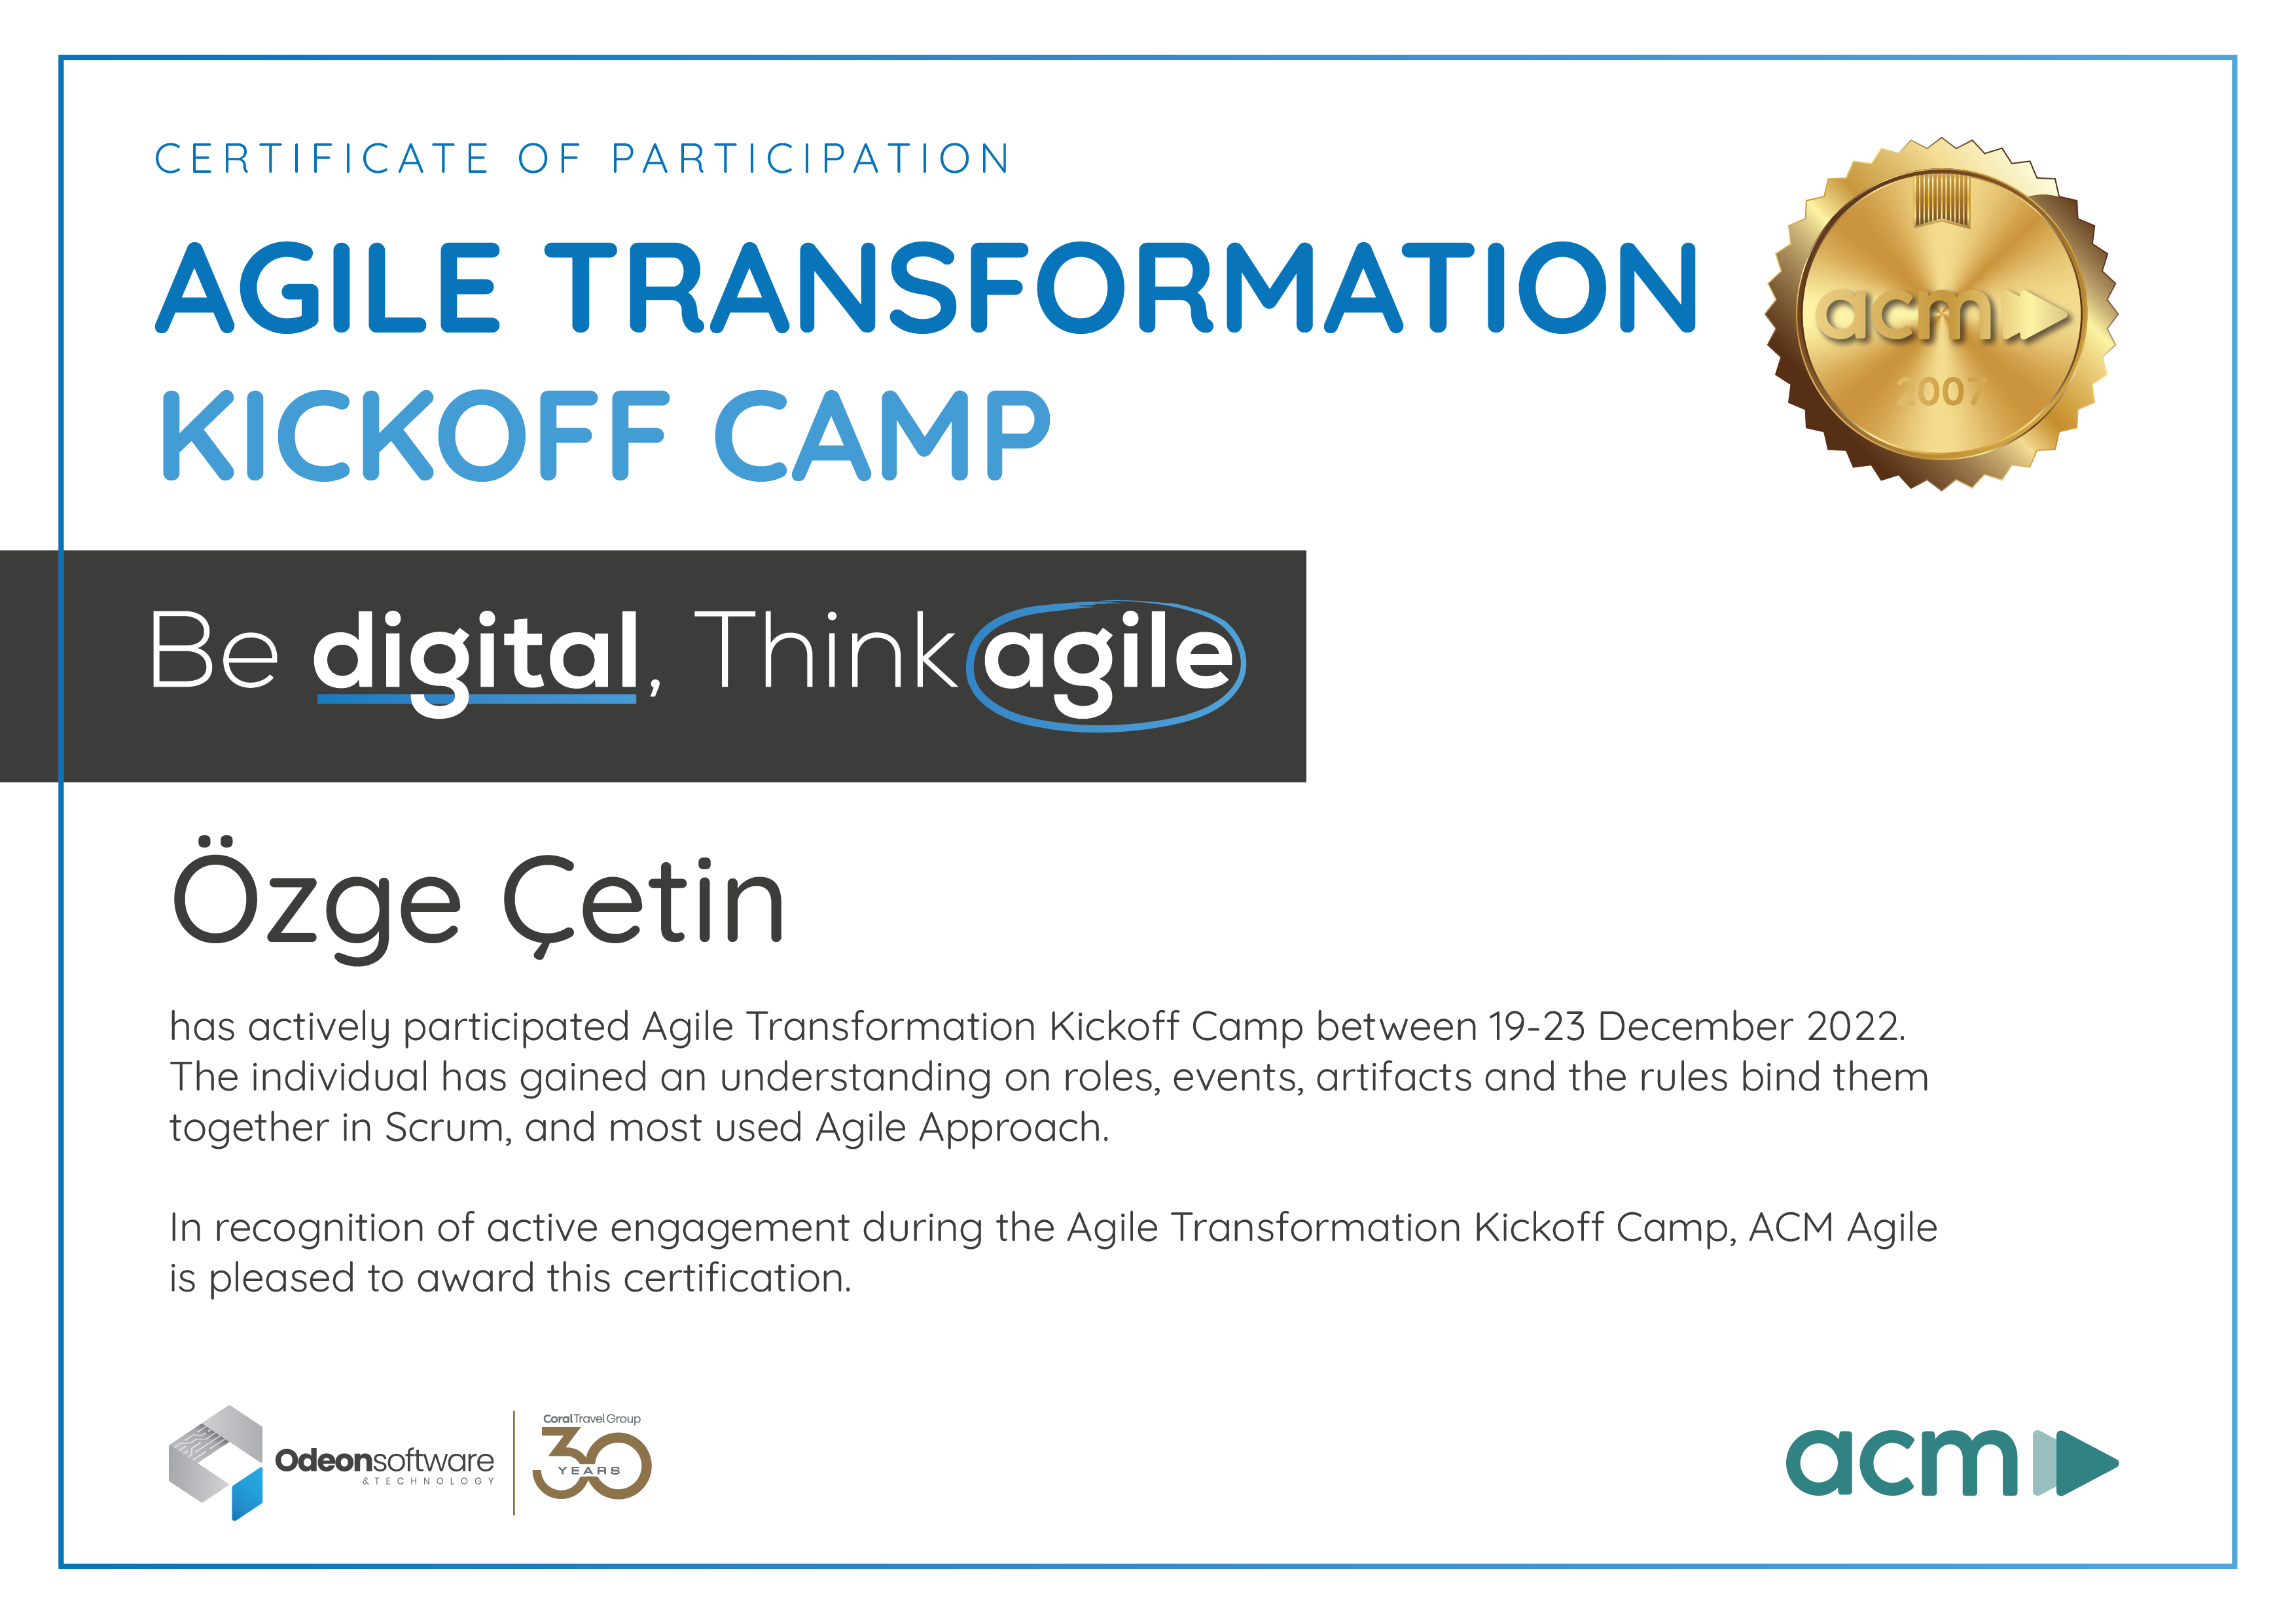 CERTIFICATE OF PARTICIPATION
AGILE TRANSFORMATION
KICKOFF CAMP
acm
2007
Be digital, Think agile
Özge Çetin
has actively participated Agile Transformation Kickoff Camp between 19-23 December 2022.
The individual has gained an understanding on roles, events, artifacts and the rules bind them
together in Scrum, and most used Agile Approach.
In recognition of active engagement during the Agile Transformation Kickoff Camp, ACM Agile
is pleased to award this certification.
Odeonsoftware
& TECHNOLOGY
Coral Travel Group
30
YEARS
acm